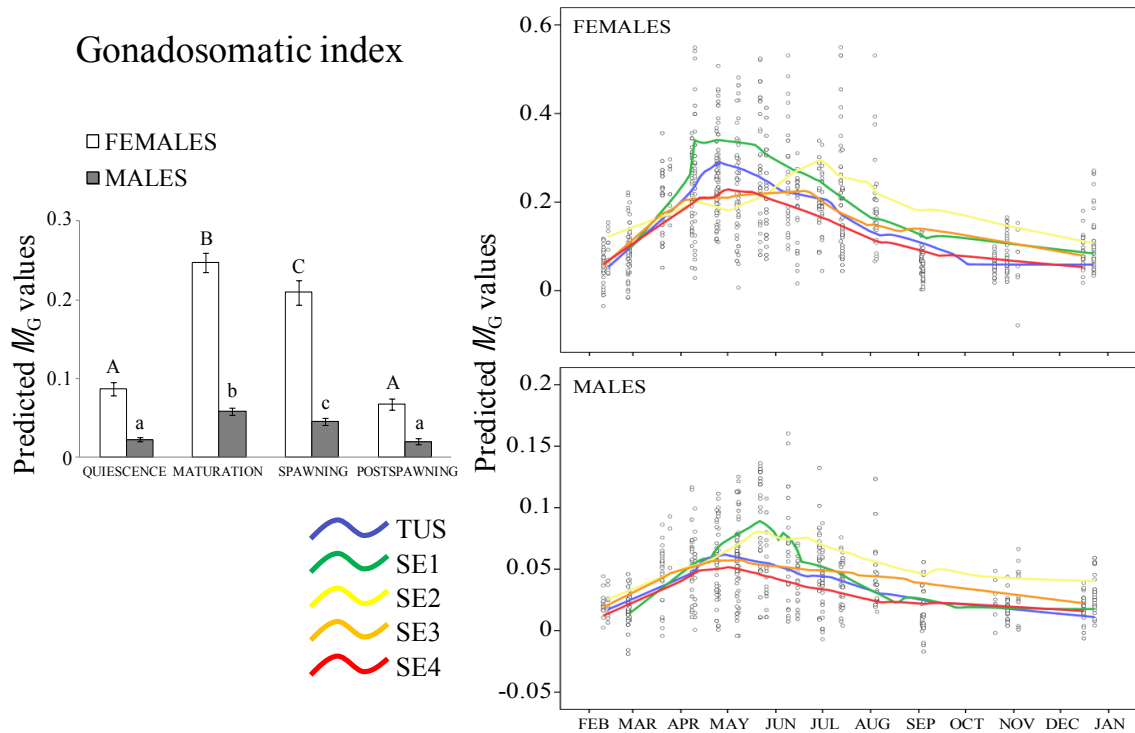 Gonadosomatic index
FEMALES
MALES
Predicted M_G values
0.3
0.2
0.1
0
A
a
B
b
C
c
A
a
QUIESCENCE MATURATION SPAWNING POSTSPAWNING
TUS
SE1
SE2
SE3
SE4
Predicted M_G values
FEMALES
0.6
0.4
0.2
0
MALES
0.2
0.15
0.1
0.05
0
-0.05
FEB MAR APR MAY JUN JUL AUG SEP OCT NOV DEC JAN